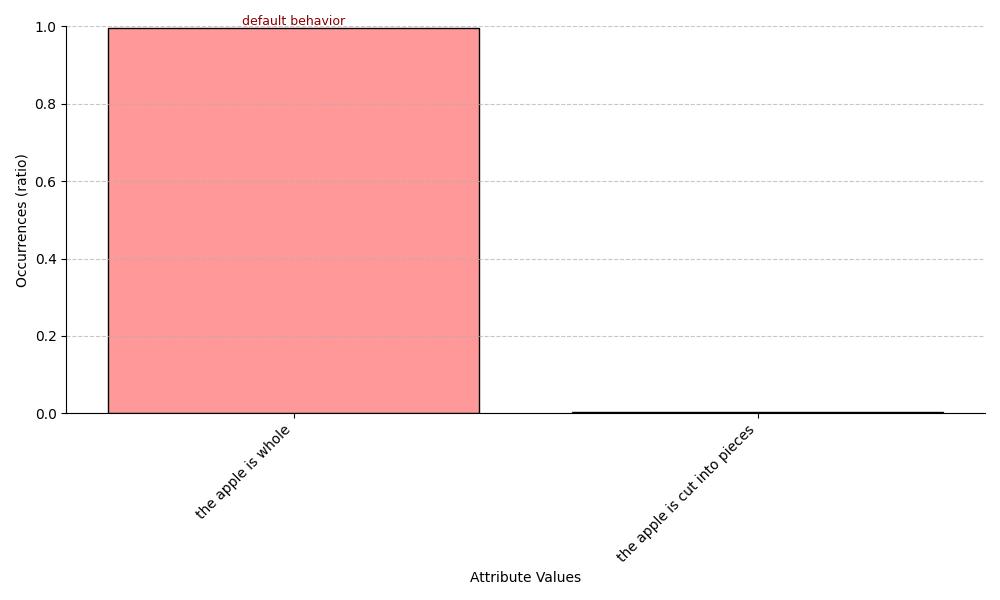 default behavior
1.0
0.8
0.6
0.4
0.2
0.0
Occurrences (ratio)
the apple is whole
the apple is cut into pieces
Attribute Values